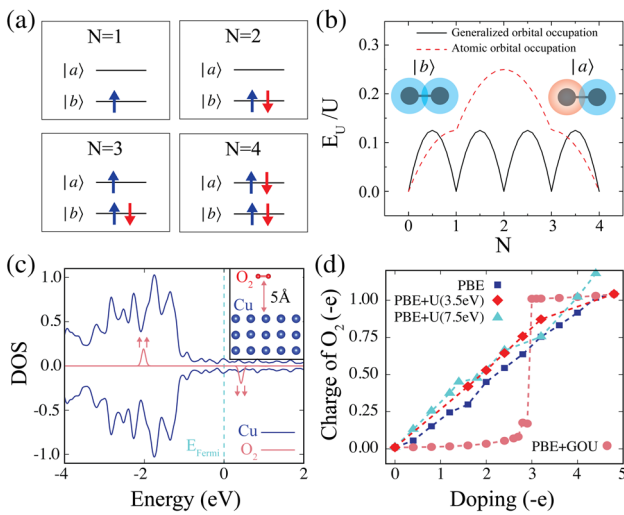 (a)
N=1
|a⟩
|b⟩
N=2
|a⟩
|b⟩
N=3
|a⟩
|b⟩
N=4
|a⟩
|b⟩
(b)
Generalized orbital occupation
Atomic orbital occupation
|b⟩
|a⟩
E_U /U
0.3
0.2
0.1
0.0
0
1
2
3
4
N
(c)
DOS
1.0
0.5
0.0
-0.5
-1.0
O₂
5Å
Cu
E_Fermi
Cu
O₂
-4
-2
0
2
Energy (eV)
(d)
Charge of O₂ (-e)
1.00
0.75
0.50
0.25
0.00
PBE
PBE+U(3.5eV)
PBE+U(7.5eV)
PBE+GOU
0
2
4
Doping (-e)